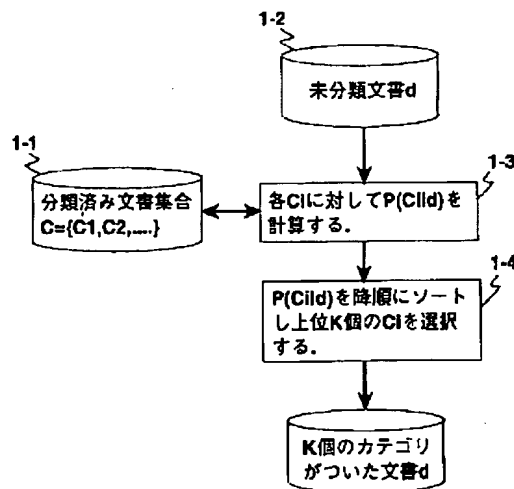 1-2
未分類文書d
1-1
分類済み文書集合
C={C1,C2,....}
1-3
各Ciに対してP(Ci|d)を
計算する。
1-4
P(Ci|d)を降順にソート
し上位K個のCiを選択
する。
K個のカテゴリ
がついた文書d